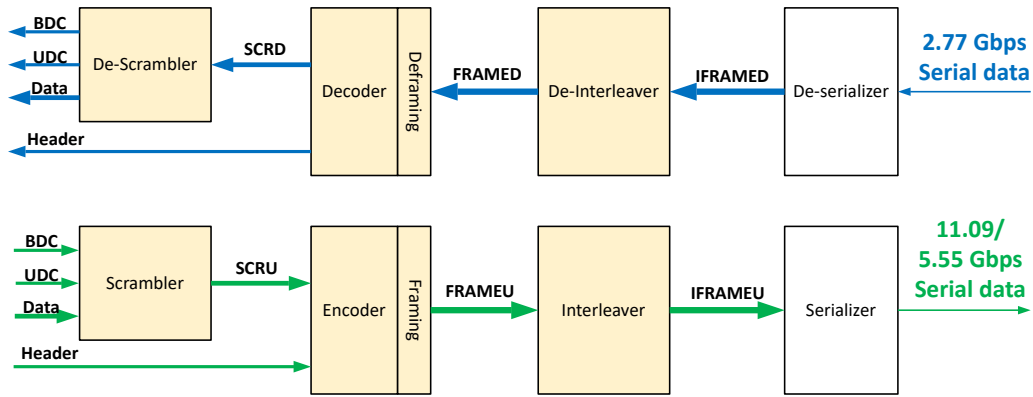 BDC
UDC
Data
Header
De-Scrambler
SCRD
Decoder
Deframing
FRAMED
De-Interleaver
IFRAMED
De-serializer
2.77 Gbps
Serial data
BDC
UDC
Data
Header
Scrambler
SCRU
Encoder
Framing
FRAMEU
Interleaver
IFRAMEU
Serializer
11.09/
5.55 Gbps
Serial data